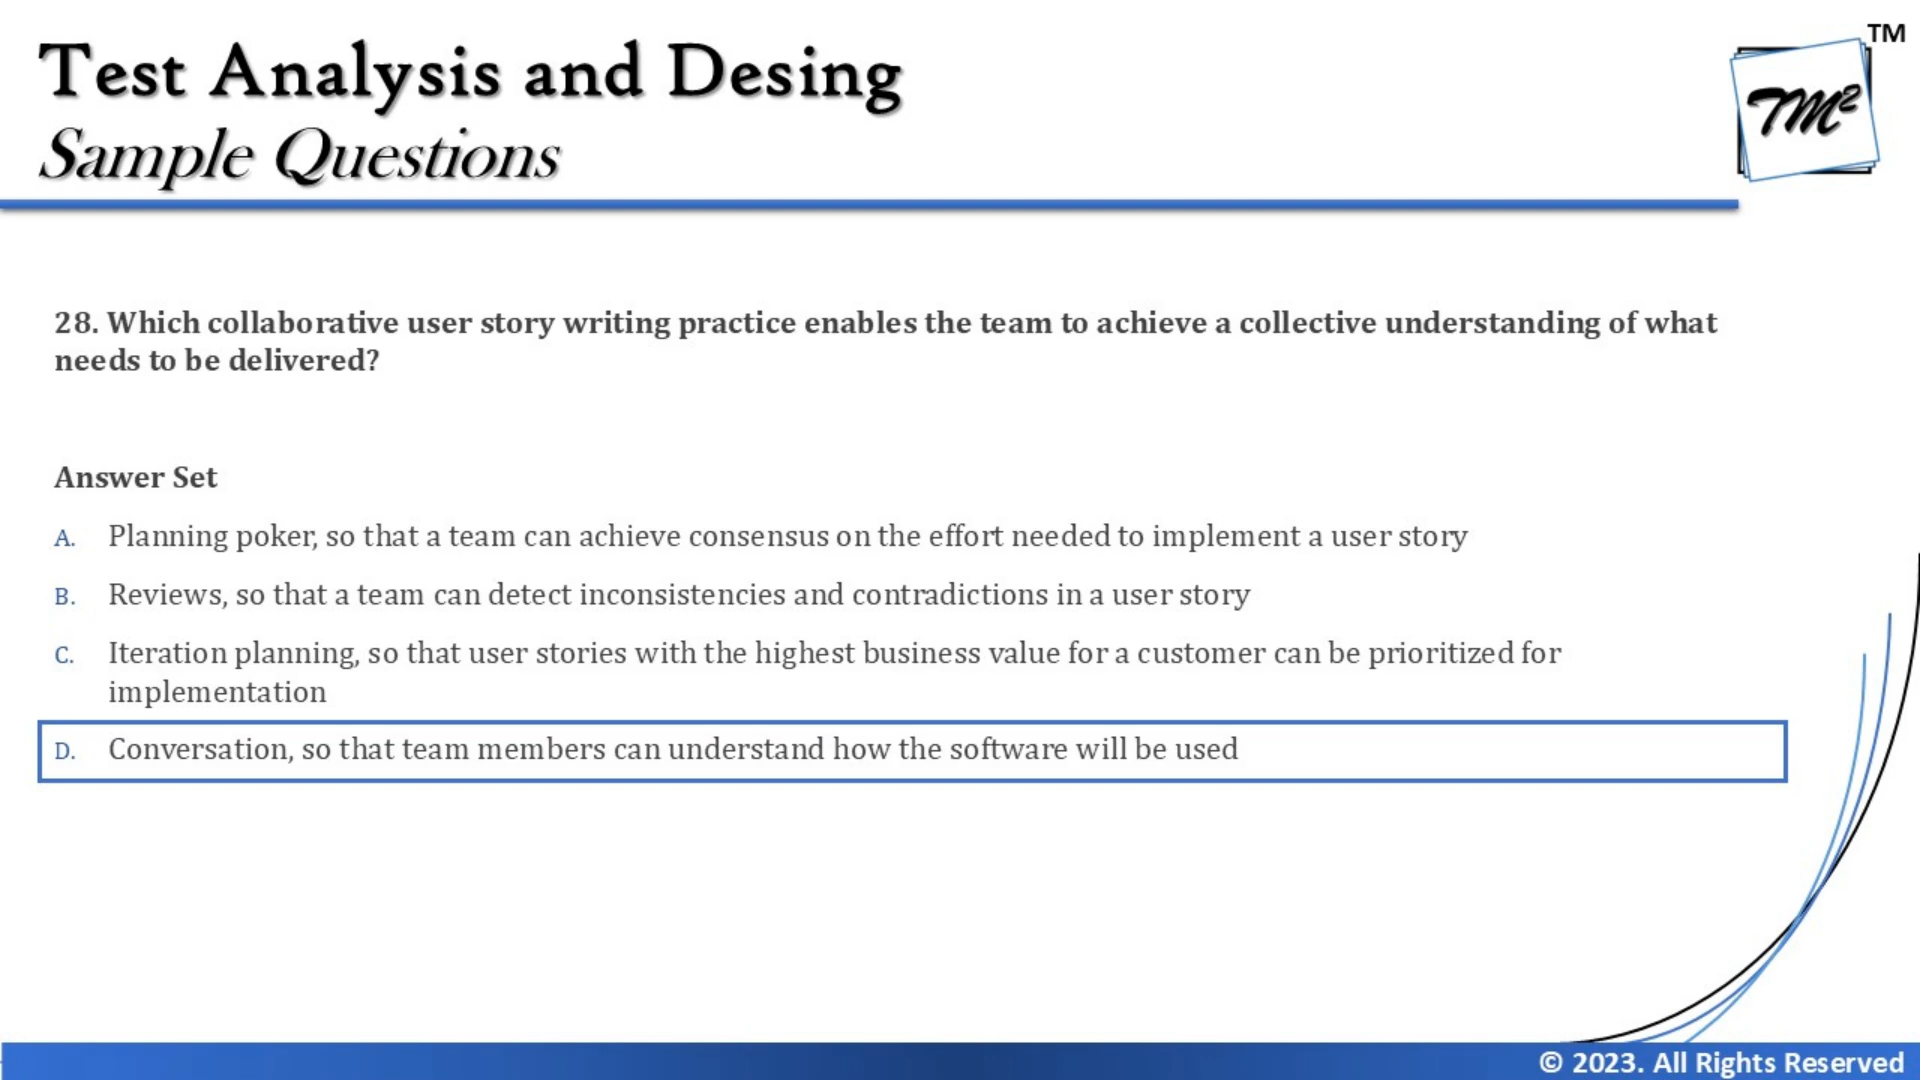 Test Analysis and Desing
Sample Questions
TM
TM²
28. Which collaborative user story writing practice enables the team to achieve a collective understanding of what
needs to be delivered?
Answer Set
A. Planning poker, so that a team can achieve consensus on the effort needed to implement a user story
B. Reviews, so that a team can detect inconsistencies and contradictions in a user story
C. Iteration planning, so that user stories with the highest business value for a customer can be prioritized for
implementation
D. Conversation, so that team members can understand how the software will be used
© 2023. All Rights Reserved